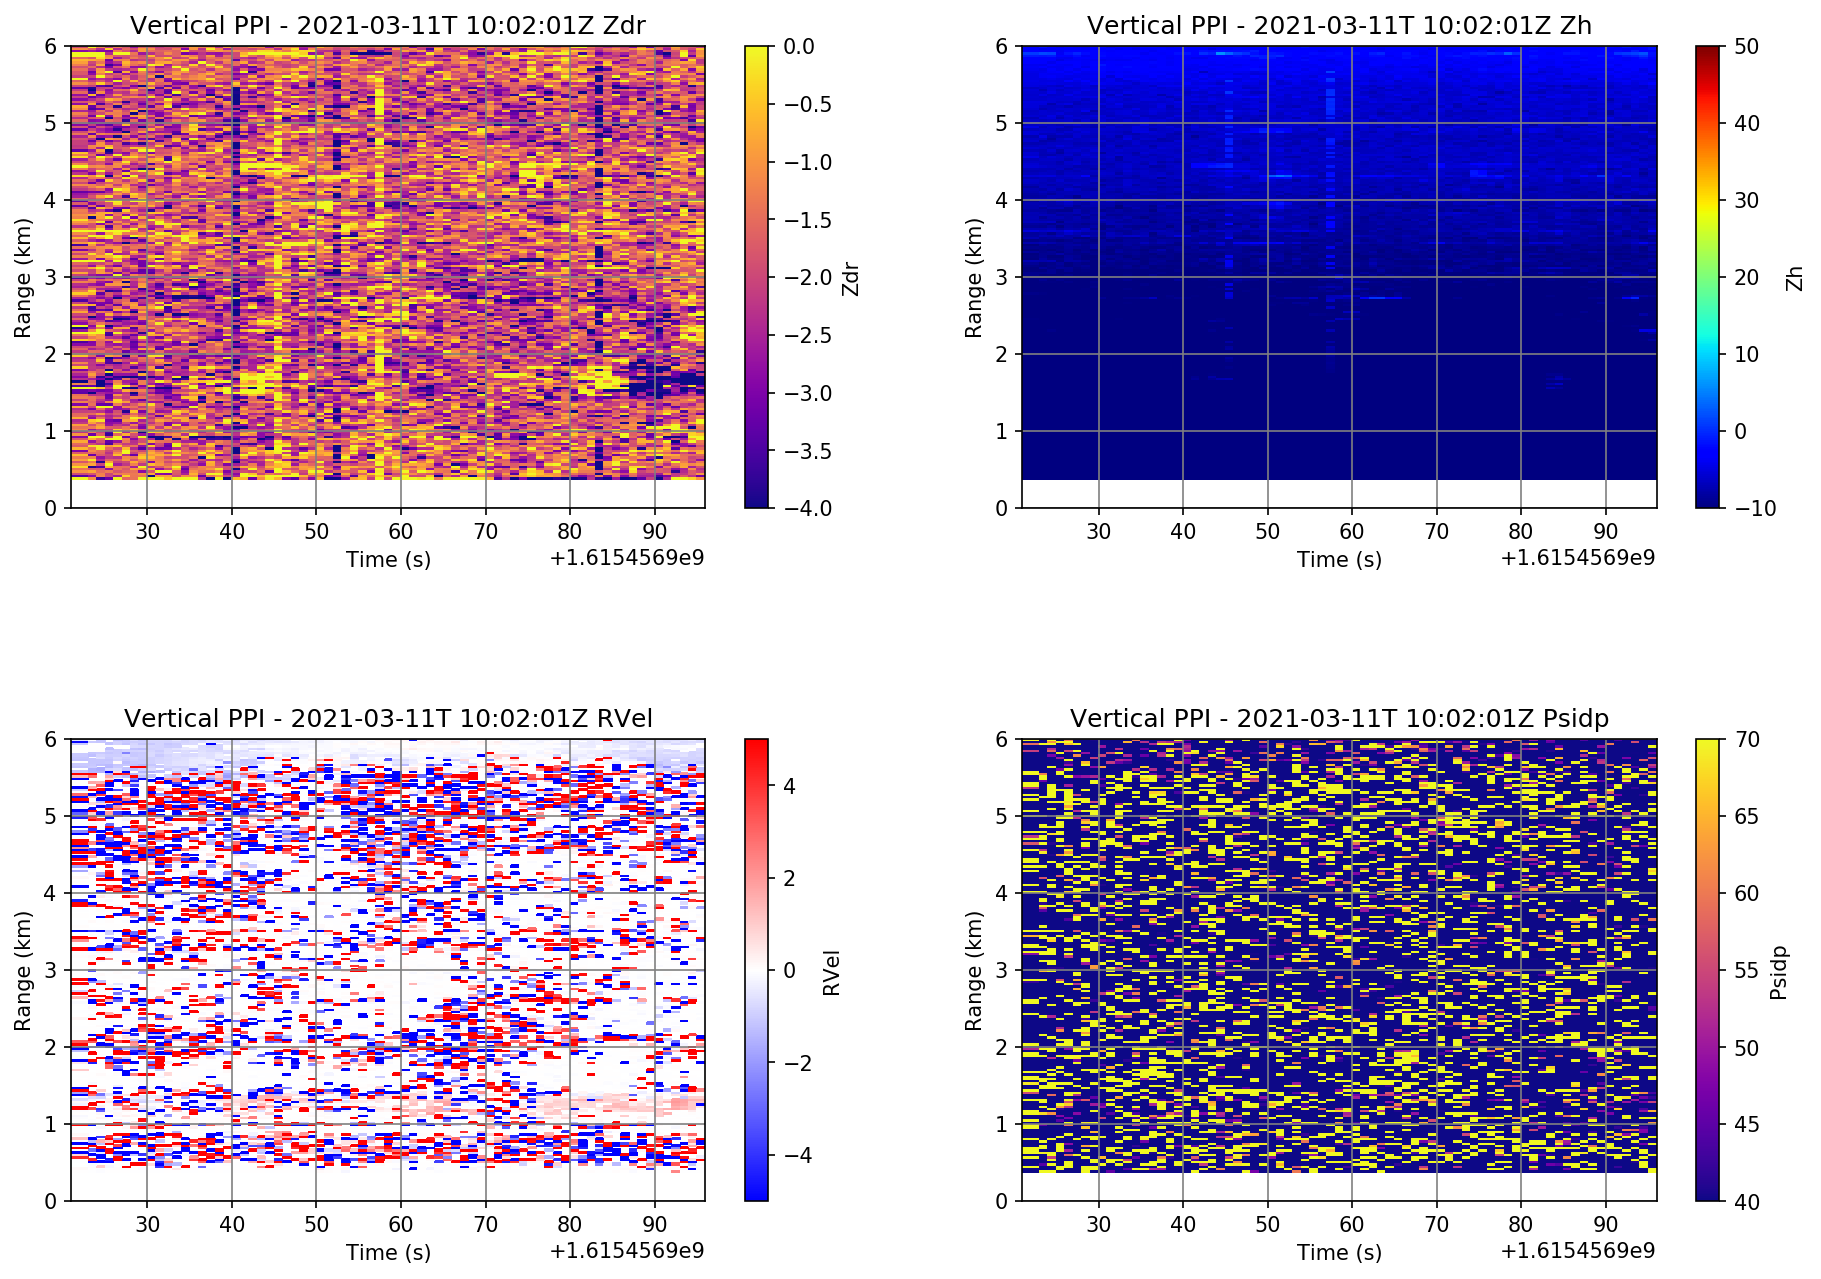 Vertical PPI - 2021-03-11T 10:02:01Z Zdr
6
5
4
3
2
1
0
Range (km)
30 40 50 60 70 80 90
Time (s)
+1.6154569e9
0.0
−0.5
−1.0
−1.5
−2.0
−2.5
−3.0
−3.5
−4.0
Zdr
Vertical PPI - 2021-03-11T 10:02:01Z Zh
6
5
4
3
2
1
0
Range (km)
30 40 50 60 70 80 90
Time (s)
+1.6154569e9
50
40
30
20
10
0
−10
Zh
Vertical PPI - 2021-03-11T 10:02:01Z RVel
6
5
4
3
2
1
0
Range (km)
30 40 50 60 70 80 90
Time (s)
+1.6154569e9
4
2
0
−2
−4
RVel
Vertical PPI - 2021-03-11T 10:02:01Z Psidp
6
5
4
3
2
1
0
Range (km)
30 40 50 60 70 80 90
Time (s)
+1.6154569e9
70
65
60
55
50
45
40
Psidp